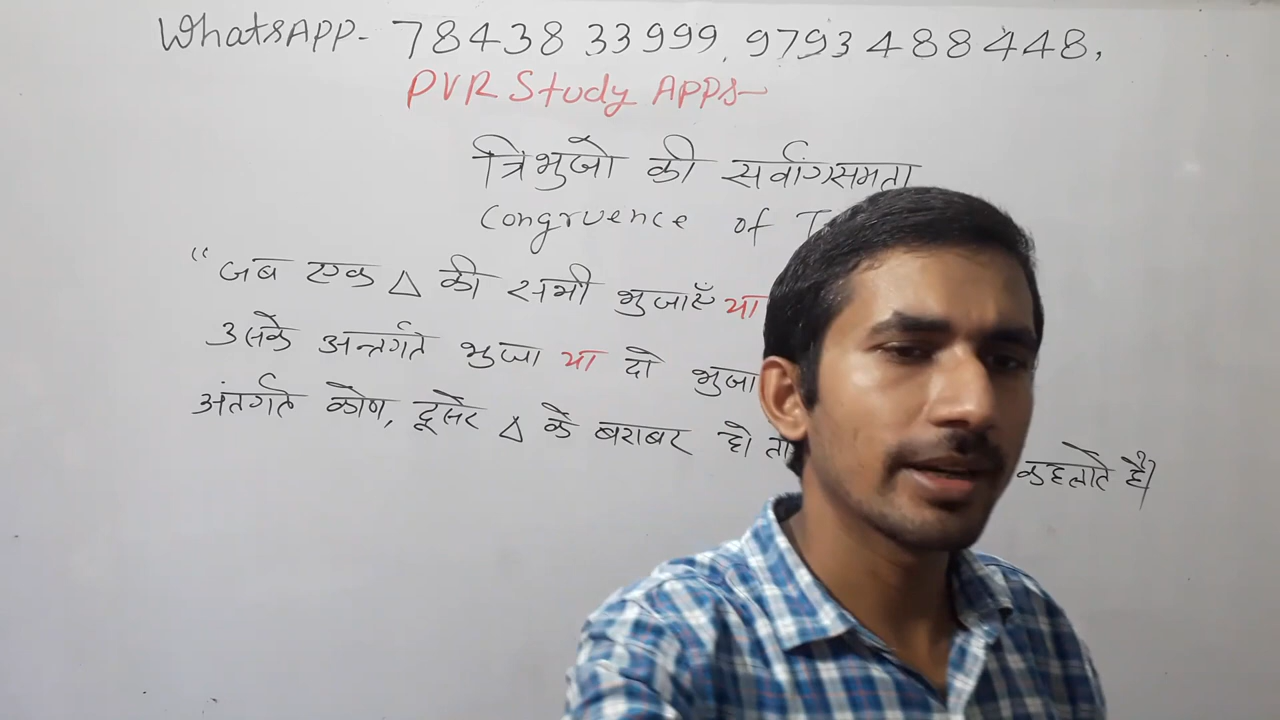 WhatsAPP- 7843833999, 9793488448,
PVR Study APPS-
त्रिभुजो की सर्वांगसमता
Congruence of
"जब एक △ की सभी भुजाएँ या
उसके अन्तर्गत भुजा या दो भुजा
अंतर्गत कोण, दूसरे △ के बराबर हो कहलाते है।